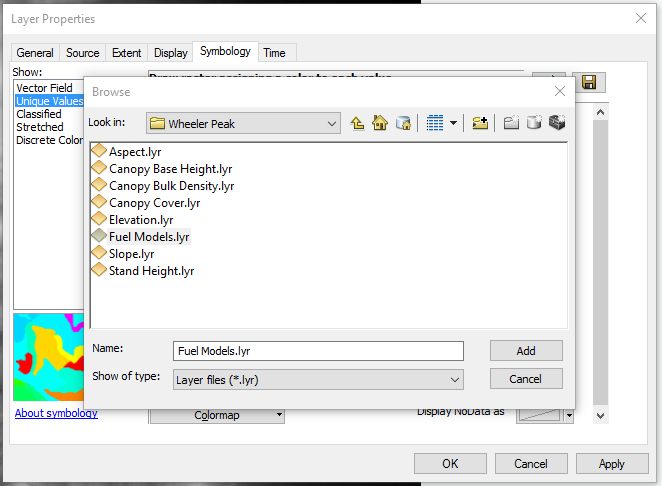 Layer Properties
General Source Extent Display Symbology Time
Show:
Vector Field
Unique Values
Classified
Stretched
Discrete Color
Draw raster assigning a color to each value
Browse
Look in: Wheeler Peak
Aspect.lyr
Canopy Base Height.lyr
Canopy Bulk Density.lyr
Canopy Cover.lyr
Elevation.lyr
Fuel Models.lyr
Slope.lyr
Stand Height.lyr
Name: Fuel Models.lyr Add
Show of type: Layer files (*.lyr) Cancel
About symbology
Colormap
Display NoData as
OK Cancel Apply